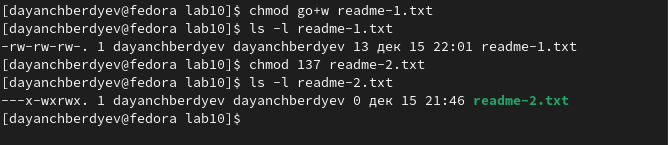 [dayanchberdyev@fedora lab10]$ chmod go+w readme-1.txt
[dayanchberdyev@fedora lab10]$ ls -l readme-1.txt
-rw-rw-rw-. 1 dayanchberdyev dayanchberdyev 13 дек 15 22:01 readme-1.txt
[dayanchberdyev@fedora lab10]$ chmod 137 readme-2.txt
[dayanchberdyev@fedora lab10]$ ls -l readme-2.txt
---x-wxrwx. 1 dayanchberdyev dayanchberdyev 0 дек 15 21:46 readme-2.txt
[dayanchberdyev@fedora lab10]$